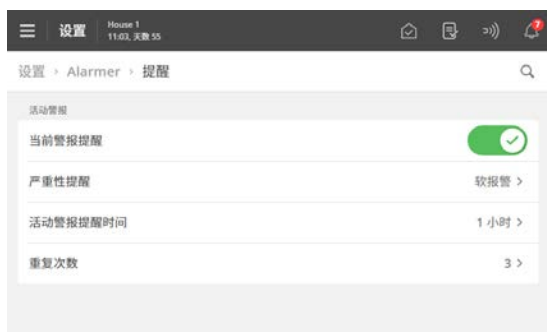 设置 House 1
11:03, 天数 55
7
设置 > Alarmer > 提醒
活动警报
当前警报提醒
严重性提醒 软报警 >
活动警报提醒时间 1 小时 >
重复次数 3 >